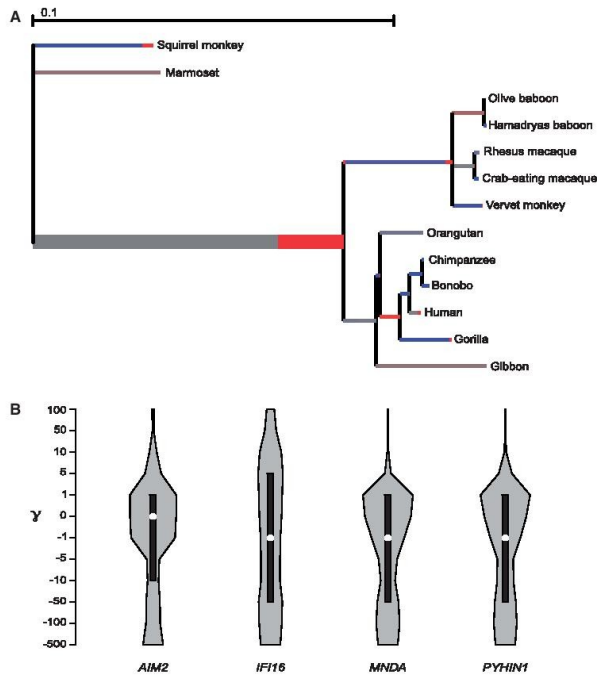 A
0.1
Squirrel monkey
Marmoset
Olive baboon
Hamadryas baboon
Rhesus macaque
Crab-eating macaque
Vervet monkey
Orangutan
Chimpanzee
Bonobo
Human
Gorilla
Gibbon
B
100
50
10
5
1
0
-1
-5
-10
-50
-100
-500
γ
AIM2 IFI16 MNDA PYHIN1